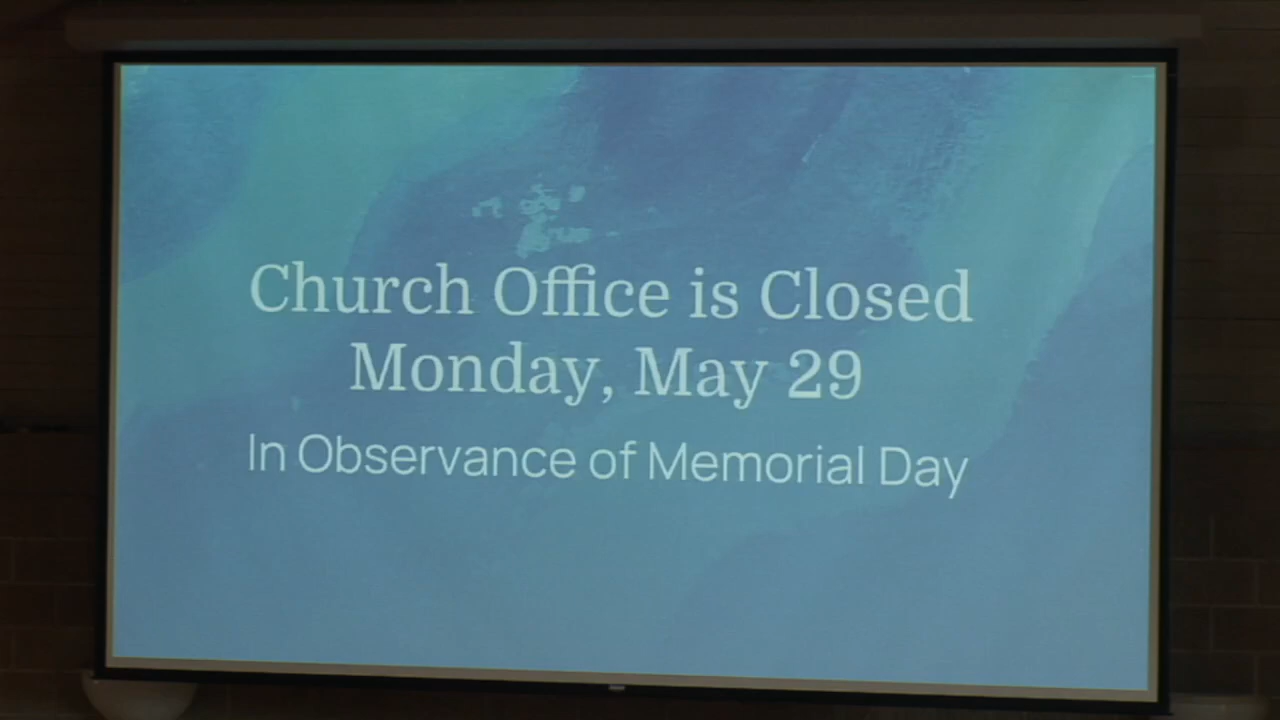 Church Office is Closed
Monday, May 29
In Observance of Memorial Day